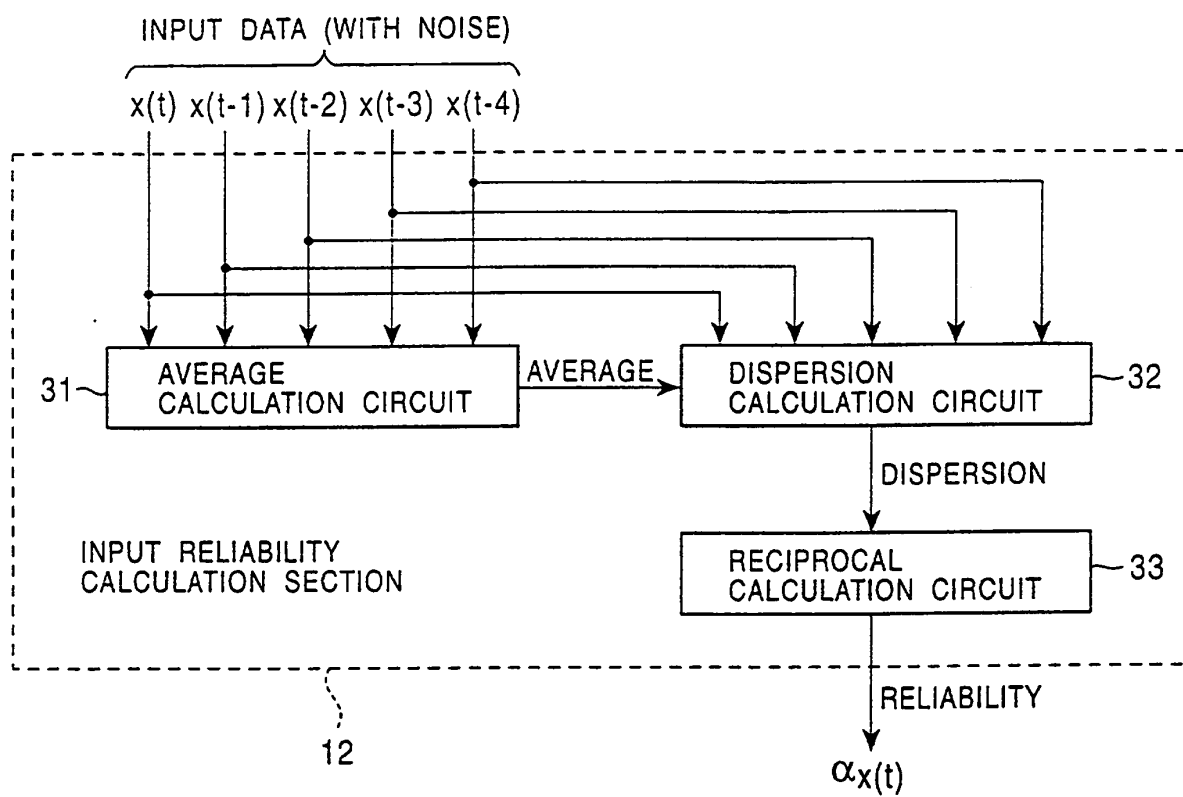 INPUT DATA (WITH NOISE)
x(t) x(t-1) x(t-2) x(t-3) x(t-4)
31
AVERAGE
CALCULATION CIRCUIT
AVERAGE
DISPERSION
CALCULATION CIRCUIT
32
DISPERSION
INPUT RELIABILITY
CALCULATION SECTION
RECIPROCAL
CALCULATION CIRCUIT
33
RELIABILITY
12
αx(t)